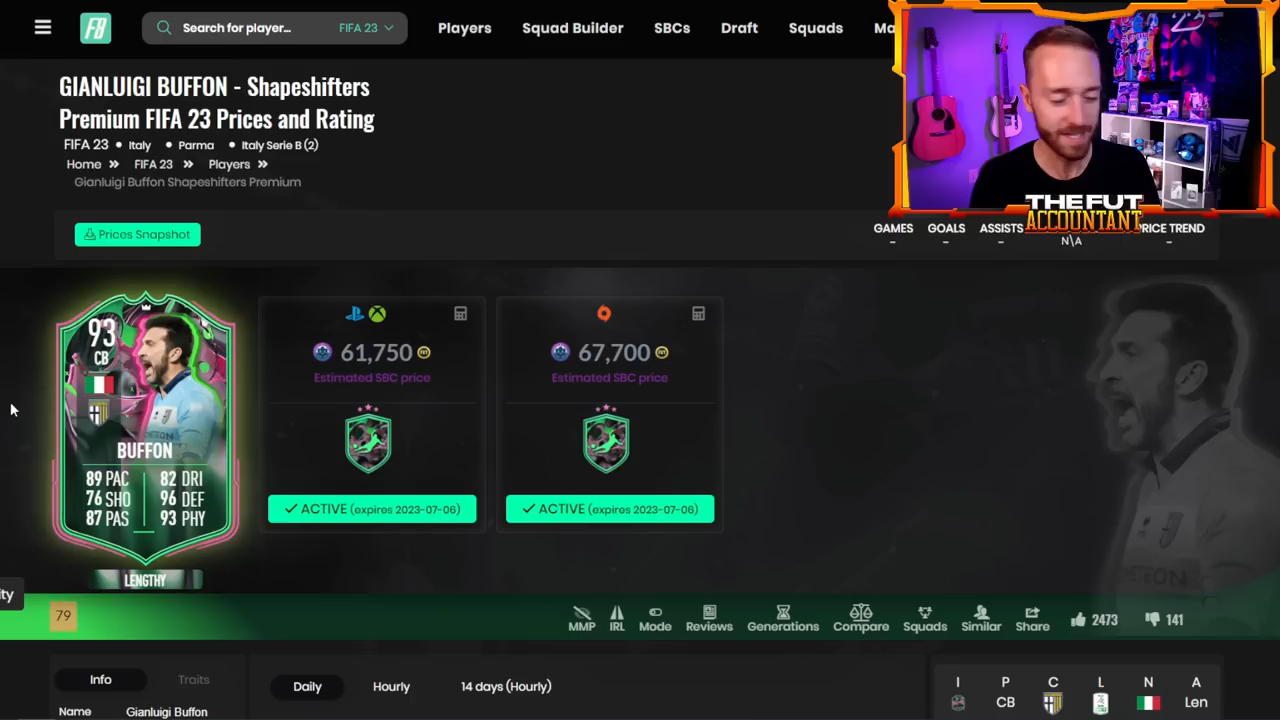 FB
Search for player...
FIFA 23
Players
Squad Builder
SBCs
Draft
Squads
Ma
GIANLUIGI BUFFON - Shapeshifters
Premium FIFA 23 Prices and Rating
FIFA 23 • Italy • Parma • Italy Serie B (2)
Home >> FIFA 23 >> Players >>
Gianluigi Buffon Shapeshifters Premium
THE FUT
ACCOUNTANT
Prices Snapshot
GAMES
-
GOALS
-
ASSISTS
-
N\A
RICE TREND
-
93
CB
BUFFON
89 PAC 82 DRI
76 SHO 96 DEF
87 PAS 93 PHY
LENGTHY
61,750
Estimated SBC price
ACTIVE (expires 2023-07-06)
67,700
Estimated SBC price
ACTIVE (expires 2023-07-06)
ity
79
MMP
IRL
Mode
Reviews
Generations
Compare
Squads
Similar
Share
2473
141
Info
Traits
Name Gianluigi Buffon
Daily
Hourly
14 days (Hourly)
I P C L N A
CB Len